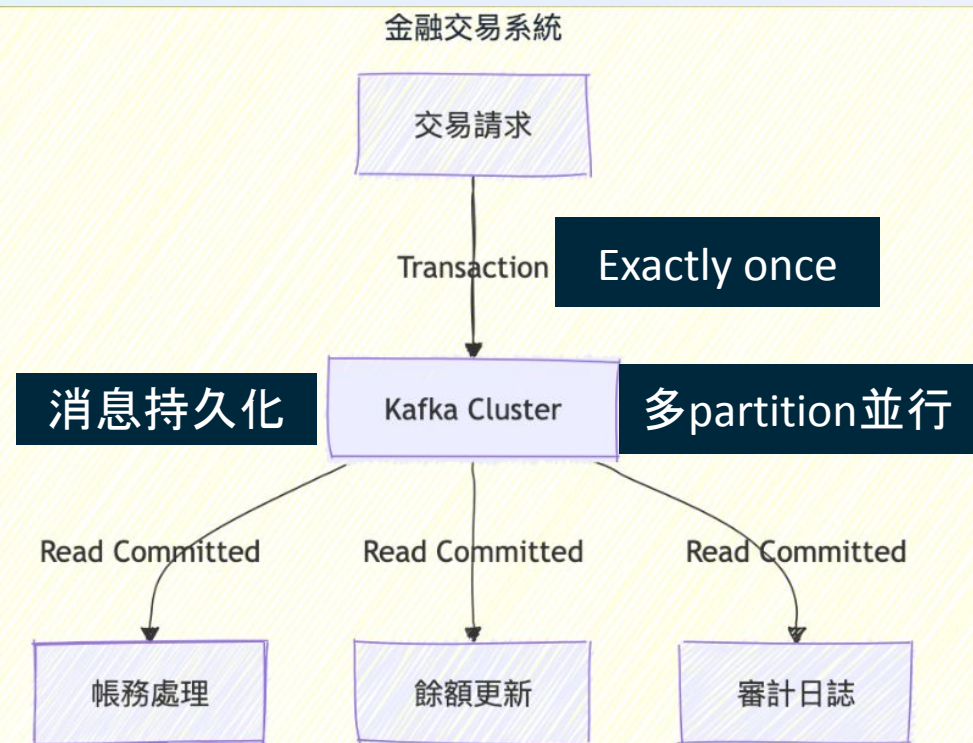 金融交易系統
交易請求
Transaction
Exactly once
消息持久化
Kafka Cluster
多partition並行
Read Committed
Read Committed
Read Committed
帳務處理
餘額更新
審計日誌